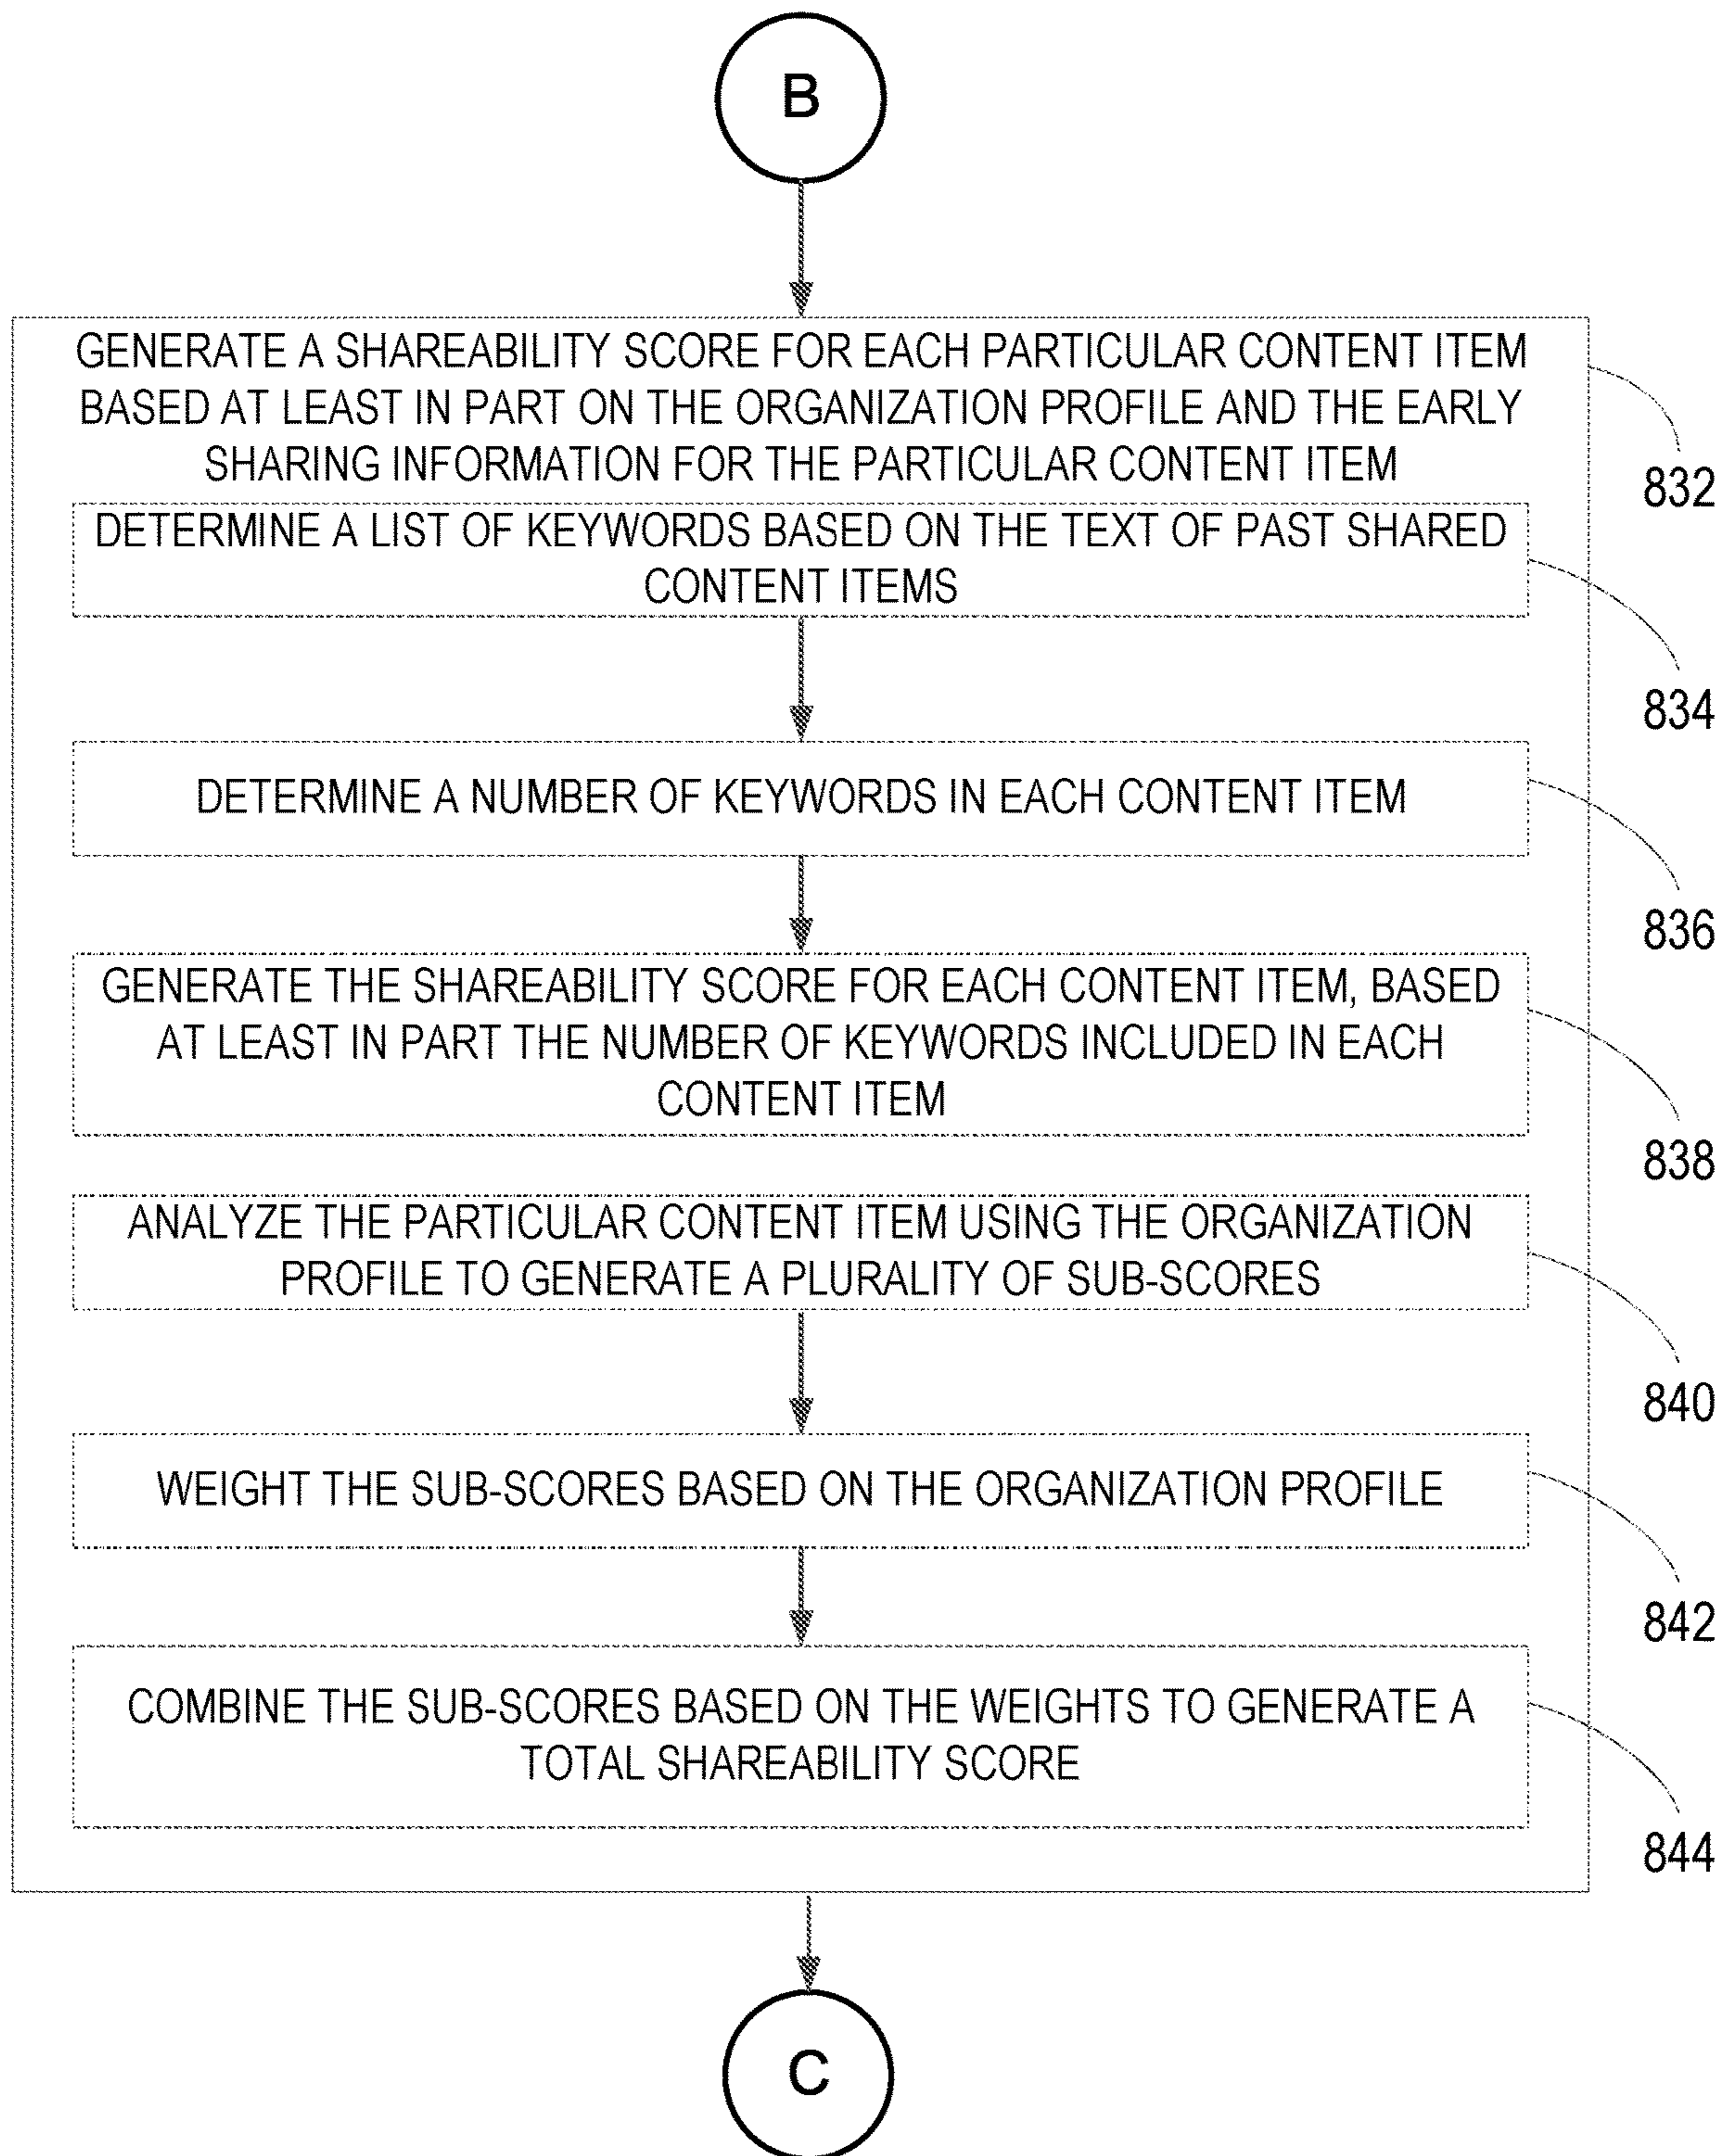 B
GENERATE A SHAREABILITY SCORE FOR EACH PARTICULAR CONTENT ITEM
BASED AT LEAST IN PART ON THE ORGANIZATION PROFILE AND THE EARLY
SHARING INFORMATION FOR THE PARTICULAR CONTENT ITEM
832
DETERMINE A LIST OF KEYWORDS BASED ON THE TEXT OF PAST SHARED
CONTENT ITEMS
834
DETERMINE A NUMBER OF KEYWORDS IN EACH CONTENT ITEM
836
GENERATE THE SHAREABILITY SCORE FOR EACH CONTENT ITEM, BASED
AT LEAST IN PART THE NUMBER OF KEYWORDS INCLUDED IN EACH
CONTENT ITEM
838
ANALYZE THE PARTICULAR CONTENT ITEM USING THE ORGANIZATION
PROFILE TO GENERATE A PLURALITY OF SUB-SCORES
840
WEIGHT THE SUB-SCORES BASED ON THE ORGANIZATION PROFILE
842
COMBINE THE SUB-SCORES BASED ON THE WEIGHTS TO GENERATE A
TOTAL SHAREABILITY SCORE
844
C